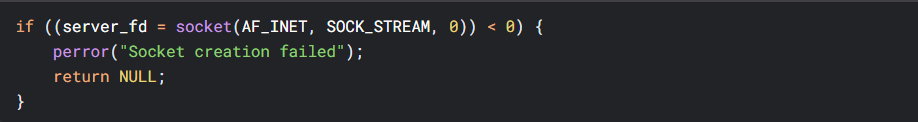 if ((server_fd = socket(AF_INET, SOCK_STREAM, 0)) < 0) {
    perror("Socket creation failed");
    return NULL;
}